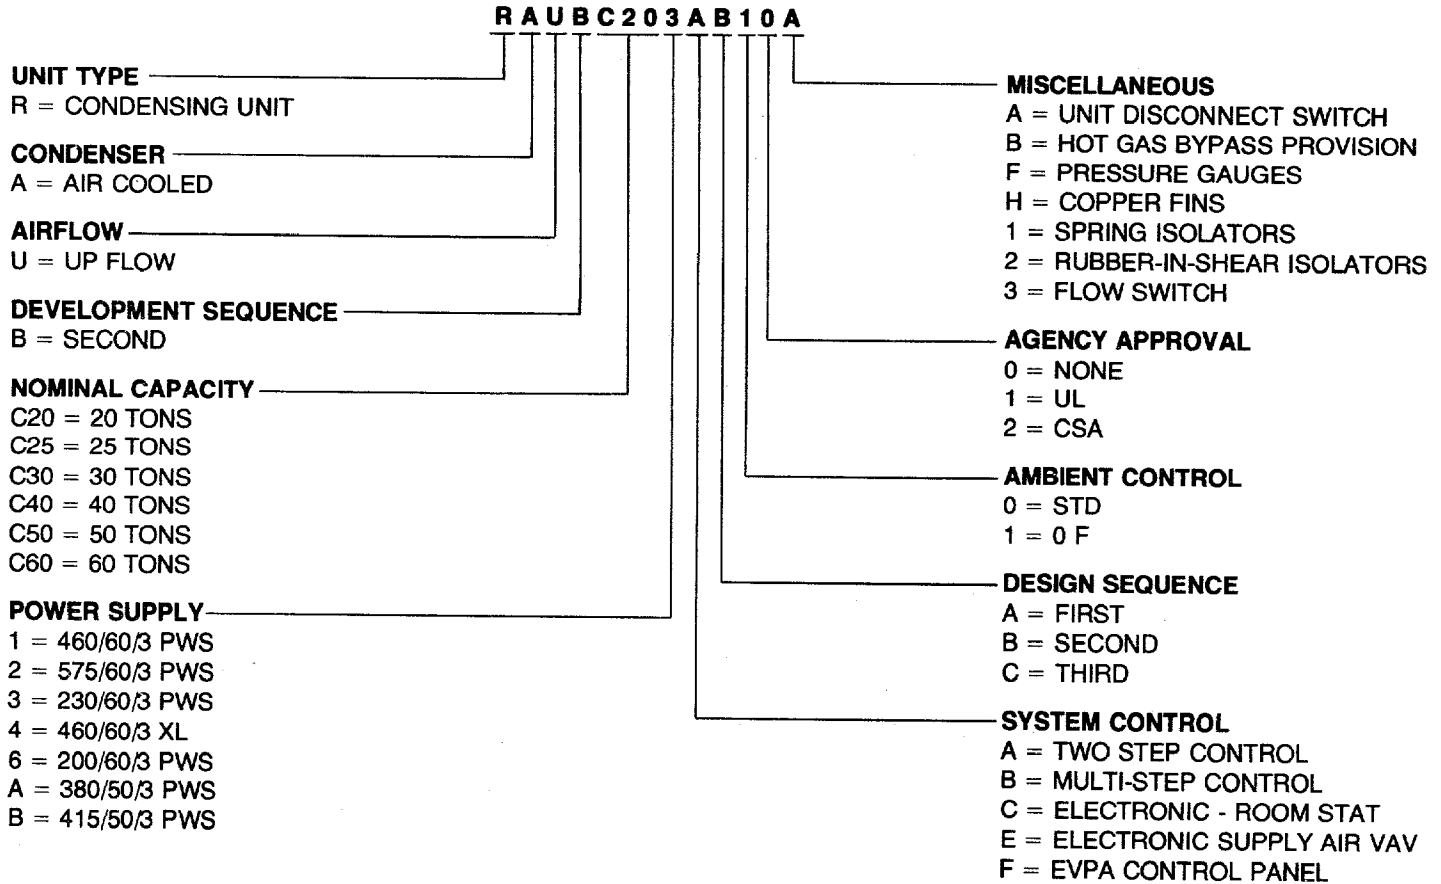 RAUBC203AB10A
UNIT TYPE
R = CONDENSING UNIT
CONDENSER
A = AIR COOLED
AIRFLOW
U = UP FLOW
DEVELOPMENT SEQUENCE
B = SECOND
NOMINAL CAPACITY
C20 = 20 TONS
C25 = 25 TONS
C30 = 30 TONS
C40 = 40 TONS
C50 = 50 TONS
C60 = 60 TONS
POWER SUPPLY
1 = 460/60/3 PWS
2 = 575/60/3 PWS
3 = 230/60/3 PWS
4 = 460/60/3 XL
6 = 200/60/3 PWS
A = 380/50/3 PWS
B = 415/50/3 PWS
MISCELLANEOUS
A = UNIT DISCONNECT SWITCH
B = HOT GAS BYPASS PROVISION
F = PRESSURE GAUGES
H = COPPER FINS
1 = SPRING ISOLATORS
2 = RUBBER-IN-SHEAR ISOLATORS
3 = FLOW SWITCH
AGENCY APPROVAL
0 = NONE
1 = UL
2 = CSA
AMBIENT CONTROL
0 = STD
1 = 0 F
DESIGN SEQUENCE
A = FIRST
B = SECOND
C = THIRD
SYSTEM CONTROL
A = TWO STEP CONTROL
B = MULTI-STEP CONTROL
C = ELECTRONIC - ROOM STAT
E = ELECTRONIC SUPPLY AIR VAV
F = EVPA CONTROL PANEL